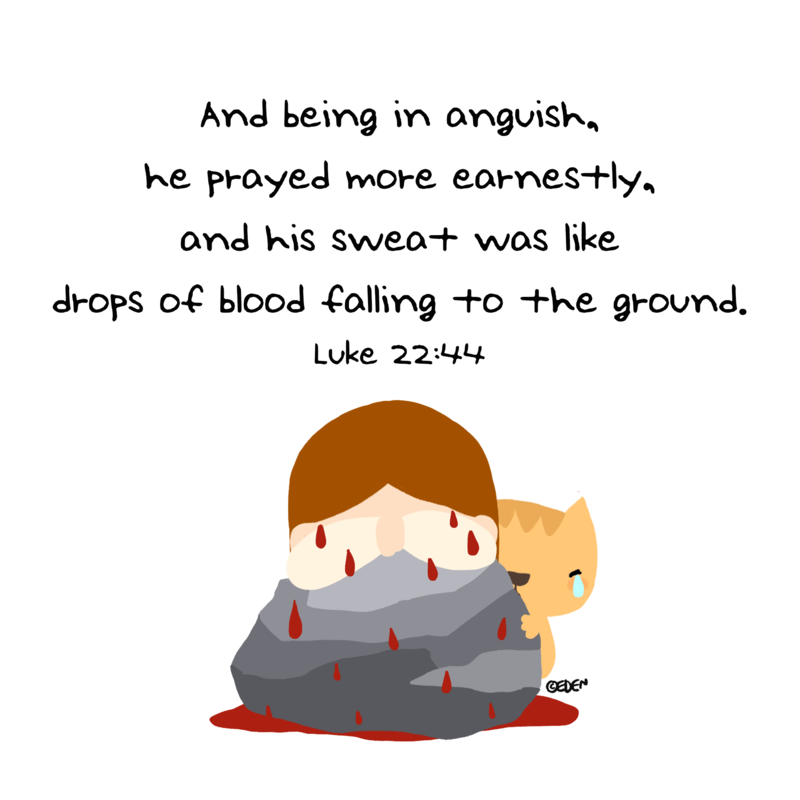 And being in anguish,
he prayed more earnestly,
and his sweat was like
drops of blood falling to the ground.
Luke 22:44
©EDEN